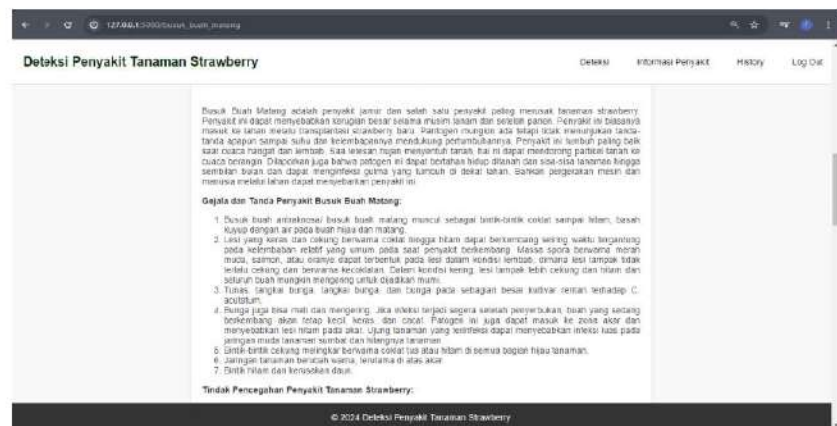 127.0.0.1:5000/busuk_buah_matang
Deteksi Penyakit Tanaman Strawberry
Deteksi Informasi Penyakit History Log Out
Busuk Buah Matang adalah penyakit jamur dan salah satu penyakit paling merusak tanaman strawberry.
Penyakit ini dapat menyebabkan kerugian besar selama musim tanam dan setelah panen. Penyakit ini biasanya
masuk ke lahan melalui transplantasi strawberry baru. Pantogen mungkin ada tetapi tidak menunjukan tanda-
tanda apapun sampai suhu dan kelembapannya mendukung pertumbuhannya. Penyakit ini tumbuh paling baik
saat cuaca hangat dan lembab. Saa tetesan hujan menyentuh tanah, hal ni dapat mendorong partikel tanah ke
cuaca berangin. Dilaporkan juga bahwa patogen ini dapat bertahan hidup ditanah dan sisa-sisa tanaman hingga
sembilan bulan dan dapat menginfeksi gulma yang tumbuh di dekat lahan. Bahkan pergerakan mesin dan
manusia melalui lahan dapat menyebarkan penyakit ini.
Gejala dan Tanda Penyakit Busuk Buah Matang:
1. Busuk buah antraknosa/ busuk buah matang muncul sebagai bintik-bintik coklat sampai hitam, basah
kuyup dengan air pada buah hijau dan matang.
2. Lesi yang keras dan cekung berwarna coklat hingga hitam dapat berkembang seiring waktu tergantung
pada kelembaban relatif yang umum pada saat penyakit berkembang. Massa spora berwarna merah
muda, salmon, atau oranye dapat terbentuk pada lesi dalam kondisi lembab, dimana lesi tampak tidak
terlalu cekung dan berwarna kecoklatan. Dalam kondisi kering, lesi tampak lebih cekung dan hitam dan
seluruh buah mungkin mengering untuk dijadikan mumi.
3. Tunas, tangkai bunga, tangkai bunga, dan bunga pada sebagian besar kultivar rentan terhadap C.
acutatum.
4. Bunga juga bisa mati dan mengering. Jika infeksi terjadi segera setelah penyerbukan, buah yang sedang
berkembang akan tetap kecil, keras, dan cacat. Patogen ini juga dapat masuk ke zona akar dan
menyebabkan lesi hitam pada akar. Ujung tanaman yang terinfeksi dapat menyebabkan infeksi luas pada
jaringan muda tanaman sumbat dan hilangnya tanaman.
5. Bintik-bintik cekung melingkar berwarna coklat tua atau hitam di semua bagian hijau tanaman.
6. Jaringan tanaman berubah warna, terutama di atas akar.
7. Bintik hitam dan kerusakan daun.
Tindak Pencegahan Penyakit Tanaman Strawberry:
© 2024 Deteksi Penyakit Tanaman Strawberry